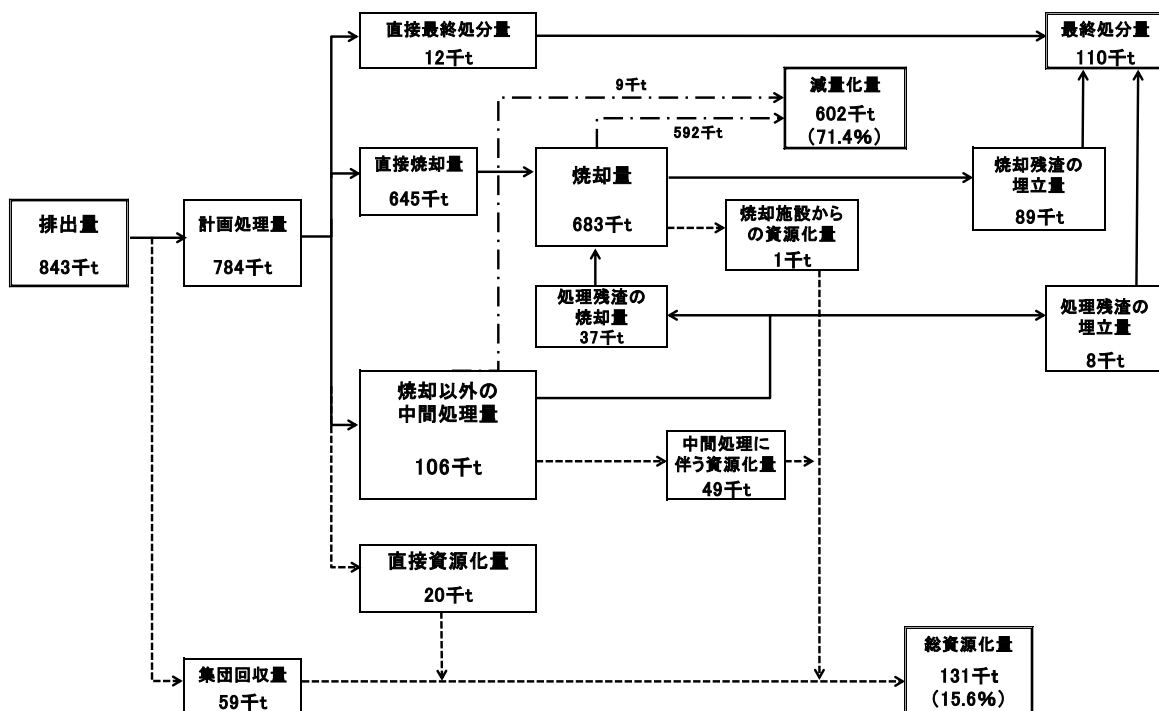 直接最終処分量
12千t
最終処分量
110千t
9千t
減量化量
602千t
(71.4%)
592千t
直接焼却量
645千t
焼却量
683千t
焼却残渣の
埋立量
89千t
排出量
843千t
計画処理量
784千t
焼却施設から
の資源化量
1千t
処理残渣の
焼却量
37千t
処理残渣の
埋立量
8千t
焼却以外の
中間処理量
106千t
中間処理に
伴う資源化量
49千t
直接資源化量
20千t
集団回収量
59千t
総資源化量
131千t
(15.6%)